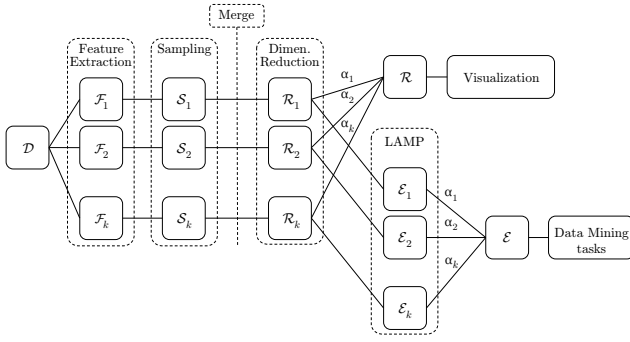 Merge
Feature
Extraction
Sampling
Dimen.
Reduction
𝓕₁
𝓢₁
𝓡₁
α₁
α₂
αₖ
𝓡
Visualization
𝓓
𝓕₂
𝓢₂
𝓡₂
LAMP
𝓔₁
α₁
𝓕ₖ
𝓢ₖ
𝓡ₖ
𝓔₂
α₂
αₖ
𝓔
Data Mining
tasks
𝓔ₖ